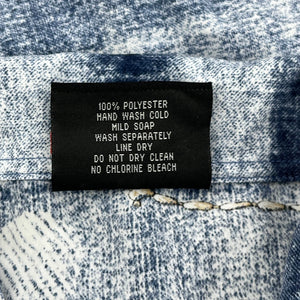 100% POLYESTER
HAND WASH COLD
MILD SOAP
WASH SEPARATELY
LINE DRY
DO NOT DRY CLEAN
NO CHLORINE BLEACH